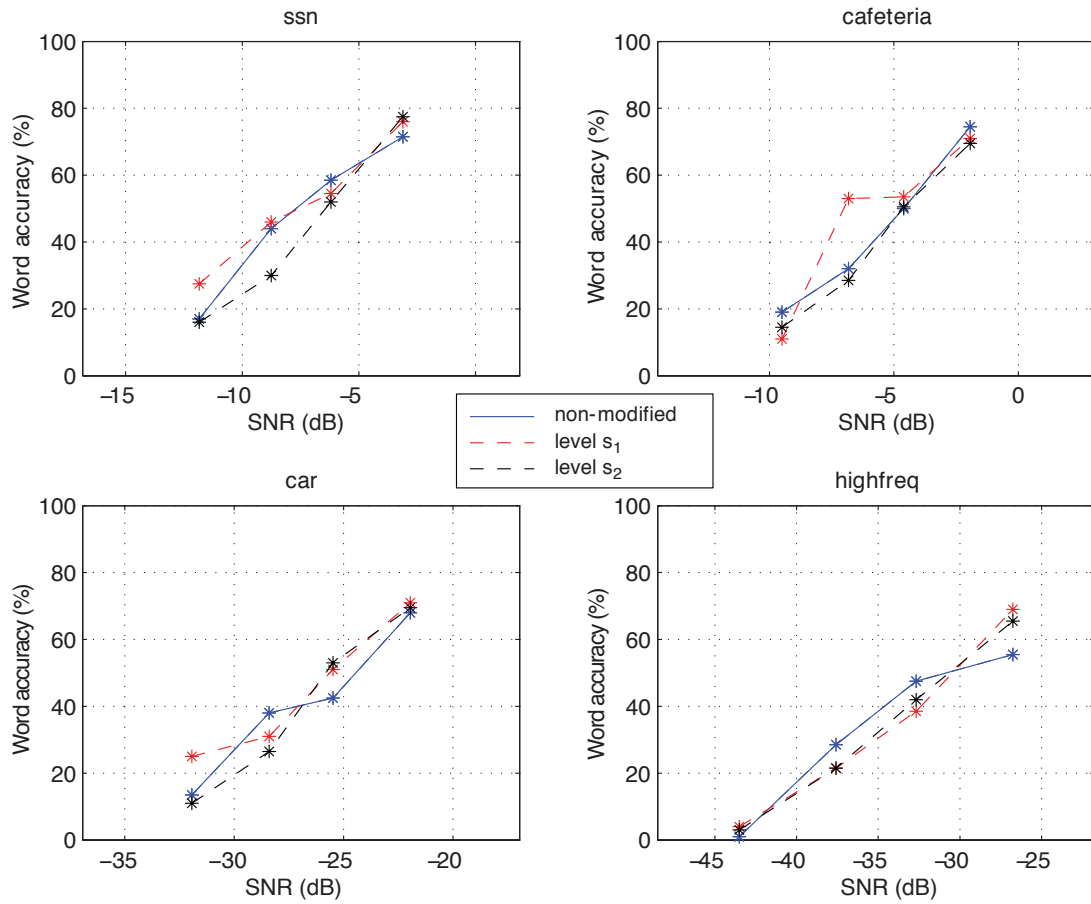 ssn
100
80
60
40
20
0
Word accuracy (%)
−15 −10 −5
SNR (dB)
cafeteria
100
80
60
40
20
0
Word accuracy (%)
−10 −5 0
SNR (dB)
non-modified
level s₁
level s₂
car
100
80
60
40
20
0
Word accuracy (%)
−35 −30 −25 −20
SNR (dB)
highfreq
100
80
60
40
20
0
Word accuracy (%)
−45 −40 −35 −30 −25
SNR (dB)